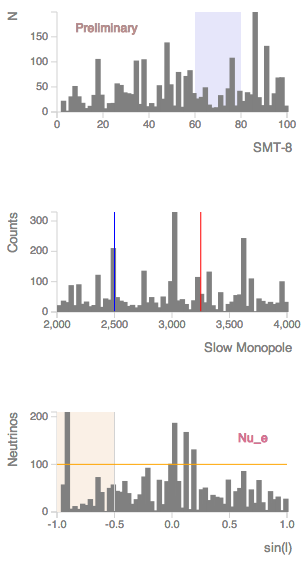 N
Preliminary
150
100
50
0
0 20 40 60 80 100
SMT-8
Counts
300
200
100
0
2,000 2,500 3,000 3,500 4,000
Slow Monopole
Neutrinos
200
Nu_e
100
0
-1.0 -0.5 0.0 0.5 1.0
sin(l)